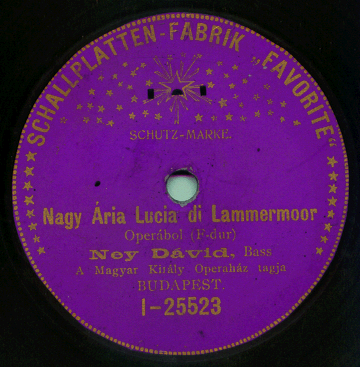 SCHALLPLATTEN-FABRIK „FAVORITE"
SCHUTZ-MARKE.
Nagy Ária Lucia di Lammermoor
Operából (F-dur)
Ney Dávid, Bass
A Magyar Király Operaház tagja
BUDAPEST.
I-25523